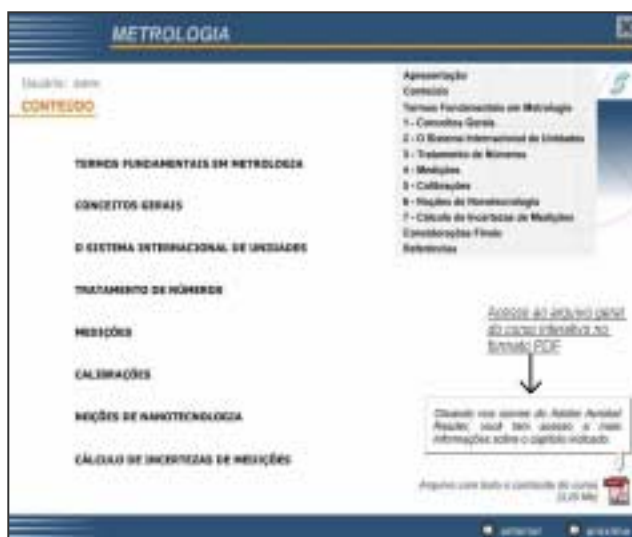 METROLOGIA
Usuário:
CONTEÚDO
TERMOS FUNDAMENTAIS EM METROLOGIA
CONCEITOS GERAIS
O SISTEMA INTERNACIONAL DE UNIDADES
TRATAMENTO DE NÚMEROS
MEDIÇÕES
CALIBRAÇÕES
NOÇÕES DE NANOTECNOLOGIA
CÁLCULO DE INCERTEZAS DE MEDIÇÕES
Apresentação
Conteúdo
Termos Fundamentais em Metrologia
1 - Conceitos Gerais
2 - O Sistema Internacional de Unidades
3 - Tratamento de Números
4 - Medições
5 - Calibrações
6 - Noções de Nanotecnologia
7 - Cálculo de Incertezas de Medições
Considerações Finais
Referências
Acesso ao arquivo geral
do curso interativo no
formato PDF
Clicando nos ícones do Adobe Acrobat
Reader, você tem acesso a mais
informações sobre o capítulo indicado.
Arquivo com todo o conteúdo do curso
anterior próxima